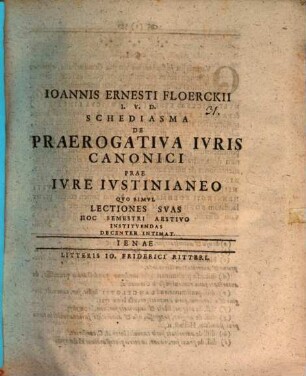 IOANNIS ERNESTI FLOERCKII
I. V. D.
SCHEDIASMA
DE
PRAEROGATIVA IVRIS
CANONICI
PRAE
IVRE IVSTINIANEO
QVO SIMVL
LECTIONES SVAS
HOC SEMESTRI AESTIVO
INSTITVENDAS
DECENTER INTIMAT.
IENAE
LITTERIS IO. FRIDERICI RITTERI.